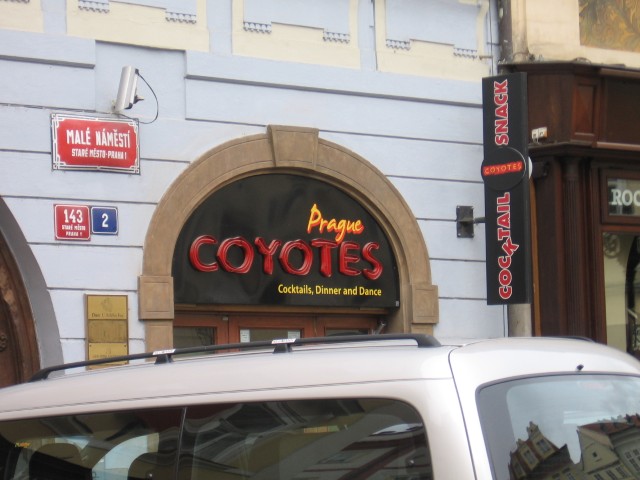 MALÉ NÁMĚSTÍ
STARÉ MĚSTO-PRAHA 1
143
STARÉ MĚSTO
PRAHA 1
2
Prague
COYOTES
Cocktails, Dinner and Dance
COCKTAIL
COYOTES
SNACK
ROC